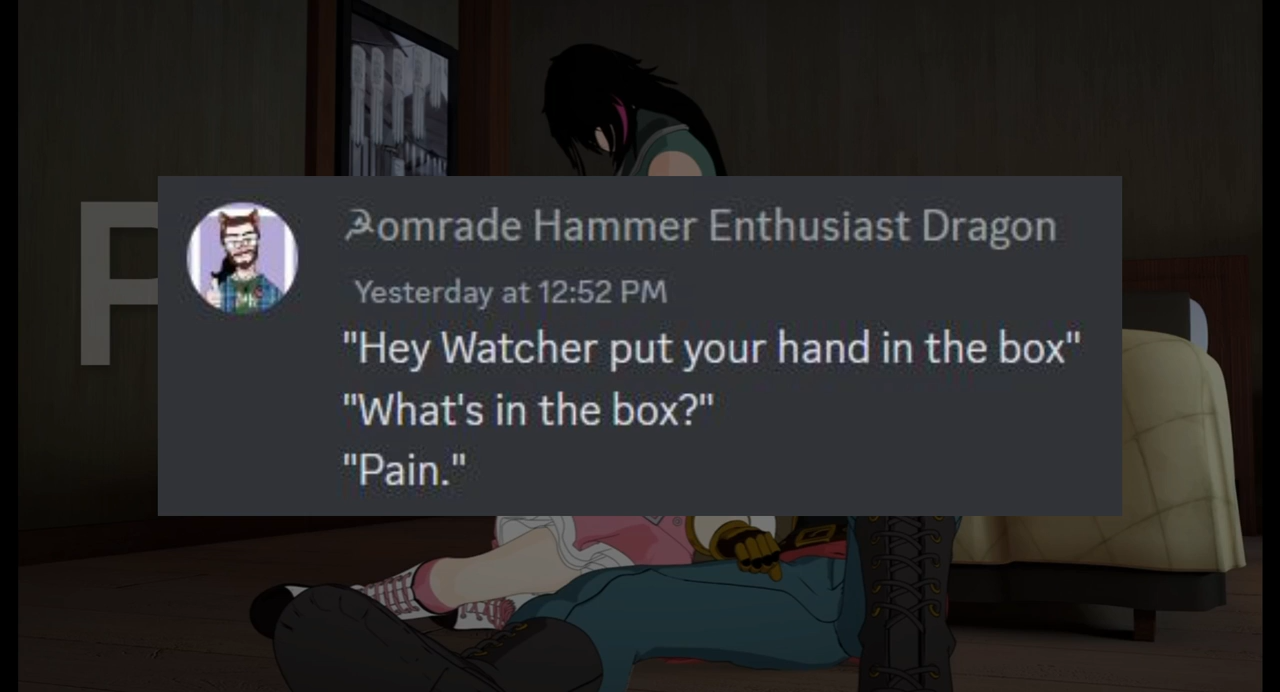 P
☭omrade Hammer Enthusiast Dragon
Yesterday at 12:52 PM
"Hey Watcher put your hand in the box"
"What's in the box?"
"Pain."